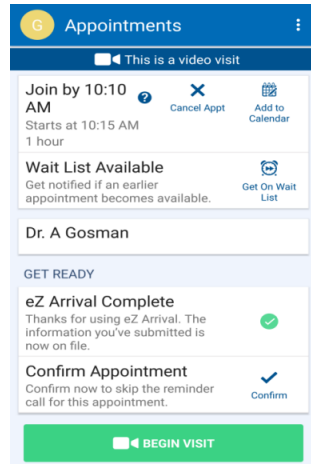 G Appointments
This is a video visit
Join by 10:10
AM
Starts at 10:15 AM
1 hour
Cancel Appt
Add to
Calendar
Wait List Available
Get notified if an earlier
appointment becomes available.
Get On Wait
List
Dr. A Gosman
GET READY
eZ Arrival Complete
Thanks for using eZ Arrival. The
information you've submitted is
now on file.
Confirm Appointment
Confirm now to skip the reminder
call for this appointment.
Confirm
BEGIN VISIT